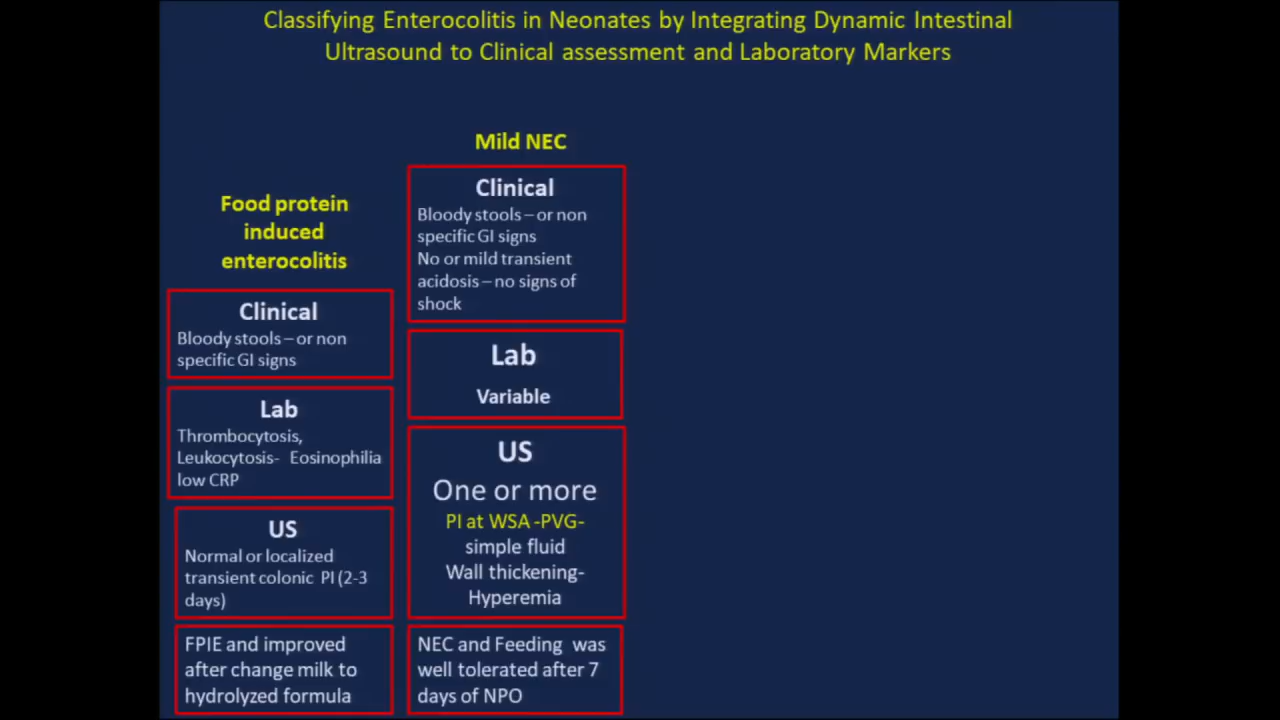 Classifying Enterocolitis in Neonates by Integrating Dynamic Intestinal
Ultrasound to Clinical assessment and Laboratory Markers
Food protein
induced
enterocolitis
Clinical
Bloody stools – or non
specific GI signs
Lab
Thrombocytosis,
Leukocytosis- Eosinophilia
low CRP
US
Normal or localized
transient colonic PI (2-3
days)
FPIE and improved
after change milk to
hydrolyzed formula
Mild NEC
Clinical
Bloody stools – or non
specific GI signs
No or mild transient
acidosis – no signs of
shock
Lab
Variable
US
One or more
PI at WSA -PVG-
simple fluid
Wall thickening-
Hyperemia
NEC and Feeding was
well tolerated after 7
days of NPO